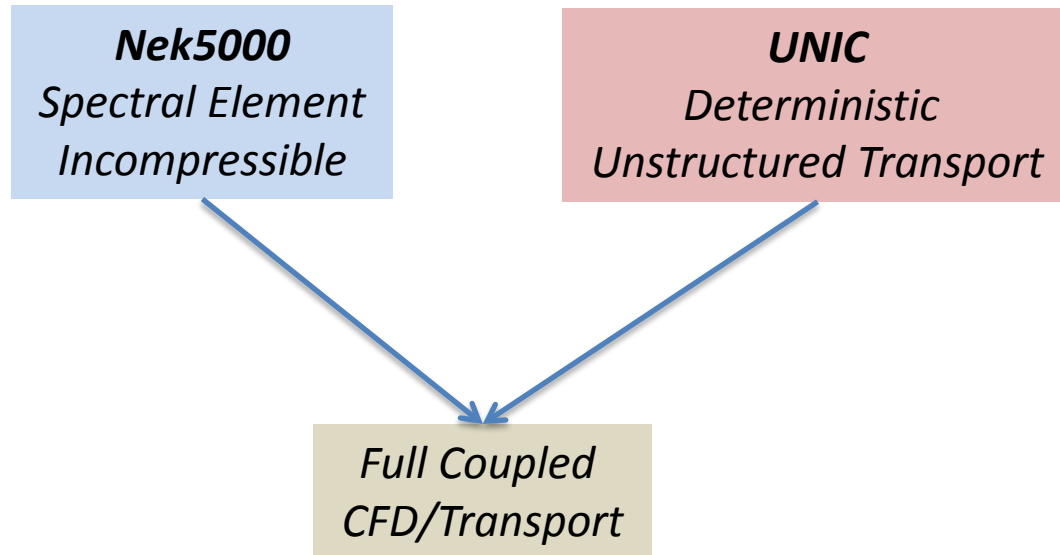 Nek5000
Spectral Element
Incompressible
UNIC
Deterministic
Unstructured Transport
Full Coupled
CFD/Transport